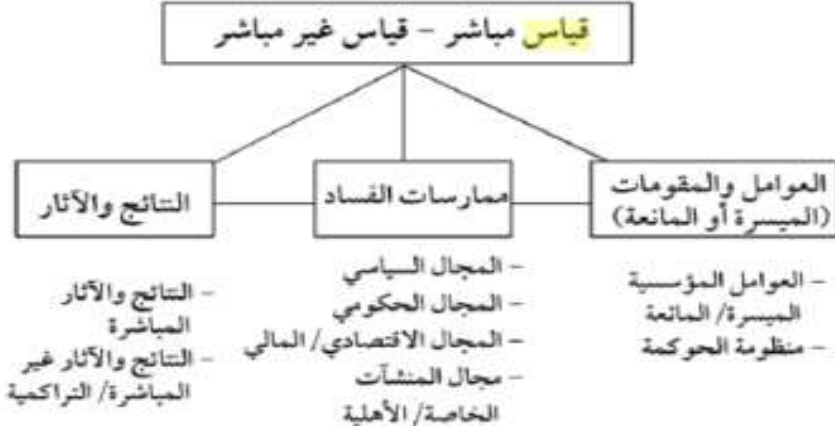 قياس مباشر – قياس غير مباشر
العوامل والمقومات
(الميسرة أو المانعة)
ممارسات الفساد
النتائج والآثار
– العوامل المؤسسية
الميسرة/ المانعة
– منظومة الحوكمة
– المجال السياسي
– المجال الحكومي
– المجال الاقتصادي/ المالي
– مجال المنشآت
الخاصة/ الأهلية
– النتائج والآثار
المباشرة
– النتائج والآثار غير
المباشرة/ التراكمية